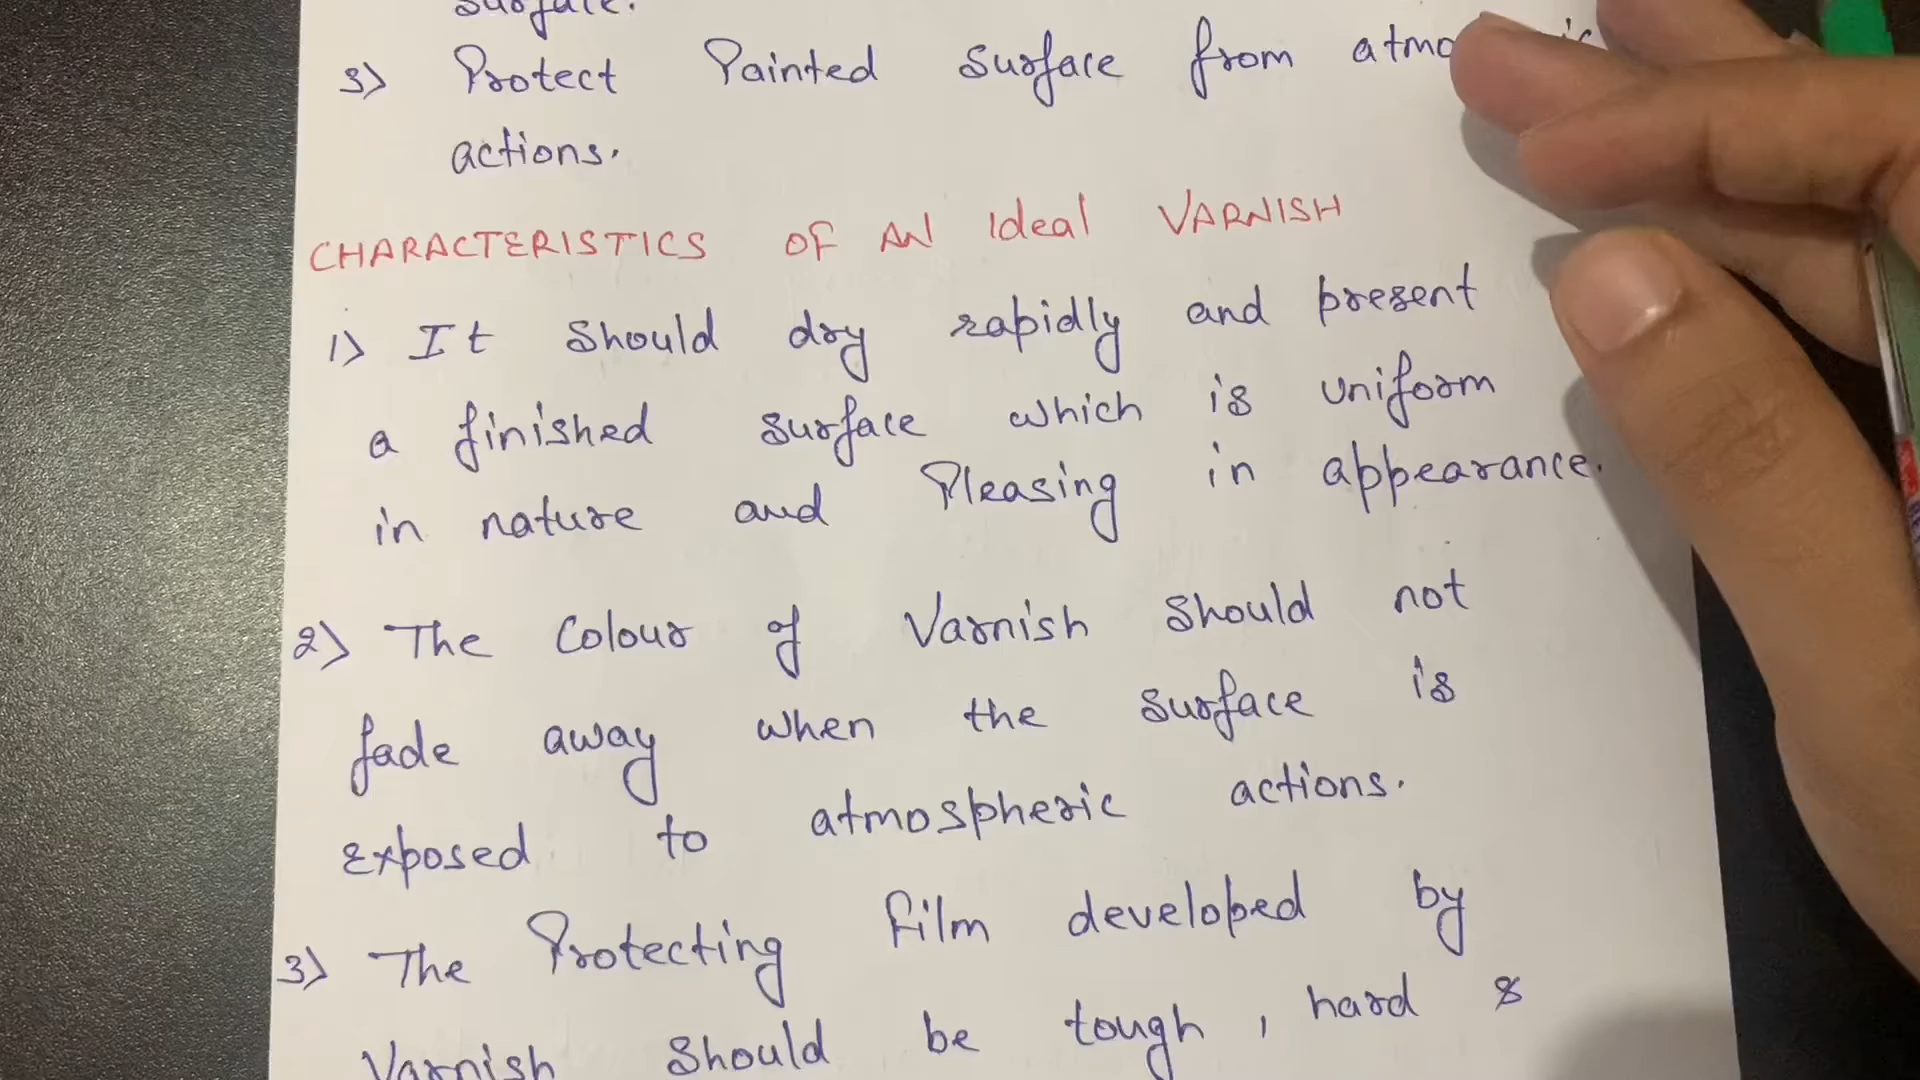 surface.
3) Protect Painted surface from
actions.
CHARACTERISTICS OF AN Ideal VARNISH
1) It should dry rapidly and present
a finished surface which is uniform
in nature and Pleasing in appearance.
2) The Colour of Varnish should not
fade away when the surface is
exposed to atmospheric actions.
3) The Protecting film developed by
Varnish should be tough, hard &